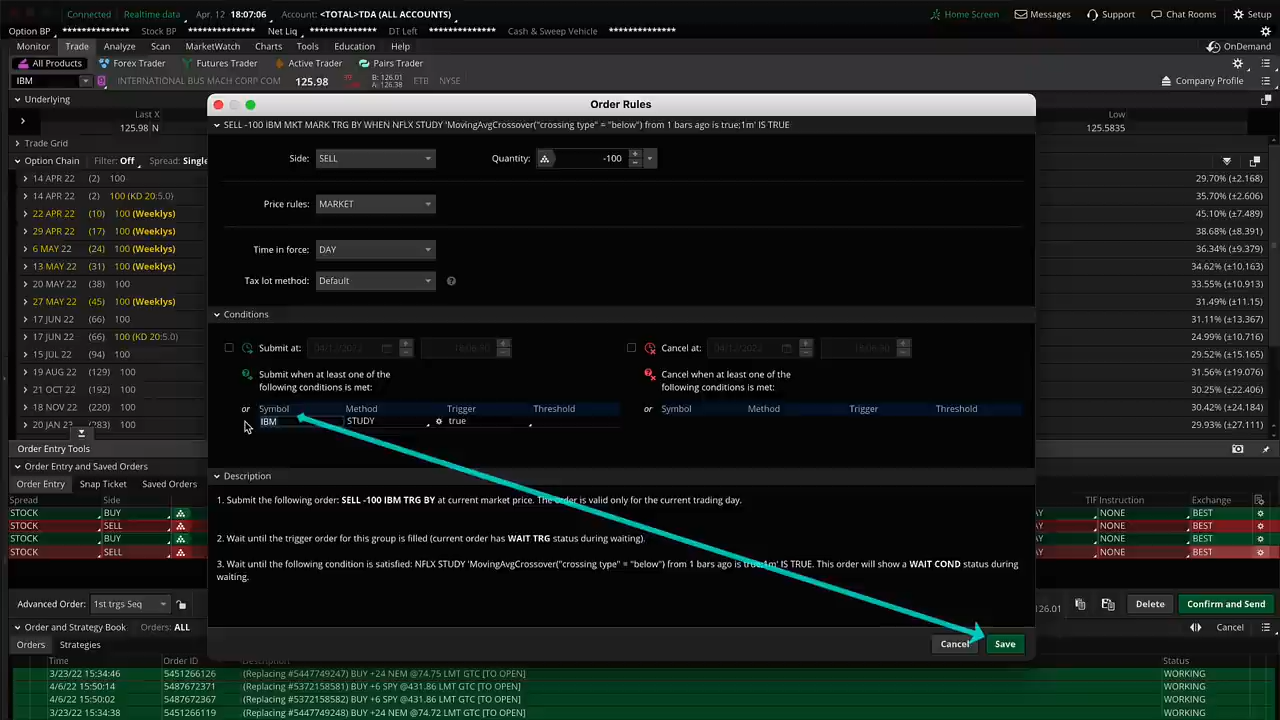 Connected Realtime data Apr. 12 18:07:06 Account: <TOTAL>TDA (ALL ACCOUNTS) Home Screen Messages Support Chat Rooms Setup
Option BP ************** Stock BP ************** Net Liq ************** DT Left ************** Cash & Sweep Vehicle **************
Monitor Trade Analyze Scan MarketWatch Charts Tools Education Help OnDemand
All Products Forex Trader Futures Trader Active Trader Pairs Trader
IBM INTERNATIONAL BUS MACH CORP COM 125.98 B: 126.01 A: 126.38 ETB NYSE Company Profile
Underlying
Last X Low
125.98 N 125.5835
Trade Grid
Option Chain Filter: Off Spread: Single
14 APR 22 (2) 100 29.70% (±2.168)
14 APR 22 (2) 100 (KD 20:5.0) 35.70% (±2.606)
22 APR 22 (10) 100 (Weeklys) 45.10% (±7.489)
29 APR 22 (17) 100 (Weeklys) 38.68% (±8.391)
6 MAY 22 (24) 100 (Weeklys) 36.34% (±9.379)
13 MAY 22 (31) 100 (Weeklys) 34.62% (±10.163)
20 MAY 22 (38) 100 33.55% (±10.913)
27 MAY 22 (45) 100 (Weeklys) 31.49% (±11.15)
17 JUN 22 (66) 100 31.11% (±13.367)
17 JUN 22 (66) 100 (KD 20:5.0) 24.99% (±10.716)
15 JUL 22 (94) 100 29.52% (±15.165)
19 AUG 22 (129) 100 31.56% (±19.076)
21 OCT 22 (192) 100 30.25% (±22.406)
18 NOV 22 (220) 100 30.42% (±24.184)
20 JAN 23 (283) 100 29.93% (±27.111)
Order Rules
SELL -100 IBM MKT MARK TRG BY WHEN NFLX STUDY 'MovingAvgCrossover("crossing type" = "below") from 1 bars ago is true;1m' IS TRUE
Side: SELL Quantity: -100
Price rules: MARKET
Time in force: DAY
Tax lot method: Default
Conditions
Submit at: 04/12/2022 Cancel at: 04/12/2022
Submit when at least one of the following conditions is met:
Cancel when at least one of the following conditions is met:
or Symbol Method Trigger Threshold or Symbol Method Trigger Threshold
IBM STUDY true
Description
1. Submit the following order: SELL -100 IBM TRG BY at current market price. The order is valid only for the current trading day.
2. Wait until the trigger order for this group is filled (current order has WAIT TRG status during waiting).
3. Wait until the following condition is satisfied: NFLX STUDY 'MovingAvgCrossover("crossing type" = "below") from 1 bars ago is true;1m' IS TRUE. This order will show a WAIT COND status during
waiting.
Cancel Save
Order Entry Tools
Order Entry and Saved Orders
Order Entry Snap Ticket Saved Orders
Spread Side TIF Instruction Exchange
STOCK BUY AY NONE BEST
STOCK SELL AY NONE BEST
STOCK BUY AY NONE BEST
STOCK SELL AY NONE BEST
Advanced Order: 1st trgs Seq 126.01 Delete Confirm and Send
Order and Strategy Book Orders: ALL Cancel
Orders Strategies
Time Order ID Description Status
3/23/22 15:34:46 5451266126 (Replacing #5447749247) BUY +24 NEM @74.75 LMT GTC [TO OPEN] WORKING
4/6/22 15:50:14 5487672371 (Replacing #5372158581) BUY +6 SPY @431.86 LMT GTC [TO OPEN] WORKING
4/6/22 15:50:02 5487672369 (Replacing #5372158582) BUY +6 SPY @431.86 LMT GTC [TO OPEN] WORKING
3/23/22 15:34:38 5451266119 (Replacing #5447749248) BUY +24 NEM @74.72 LMT GTC [TO OPEN] WORKING